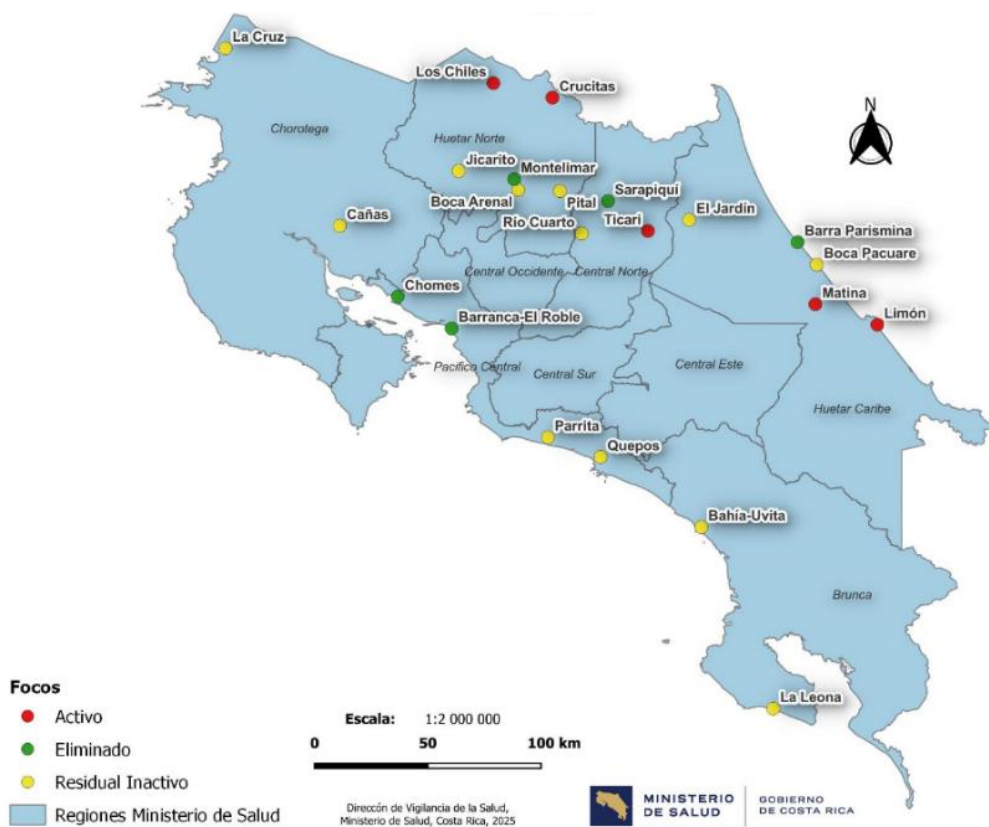 La Cruz
Los Chiles
Crucitas
N
Chorotega
Huetar Norte
Jicarito
Montelimar
Boca Arenal
Pital
Sarapiquí
Cañas
Río Cuarto
Ticari
El Jardín
Barra Parismina
Boca Pacuare
Central Occidente
Central Norte
Chomes
Matina
Limón
Barranca-El Roble
Pacífico Central
Central Sur
Central Este
Huetar Caribe
Parrita
Quepos
Bahía-Uvita
Brunca
La Leona
Focos
Activo
Eliminado
Residual Inactivo
Regiones Ministerio de Salud
Escala: 1:2 000 000
0 50 100 km
Direccón de Vigilancia de la Salud,
Ministerio de Salud, Costa Rica, 2025
MINISTERIO
DE SALUD
GOBIERNO
DE COSTA RICA